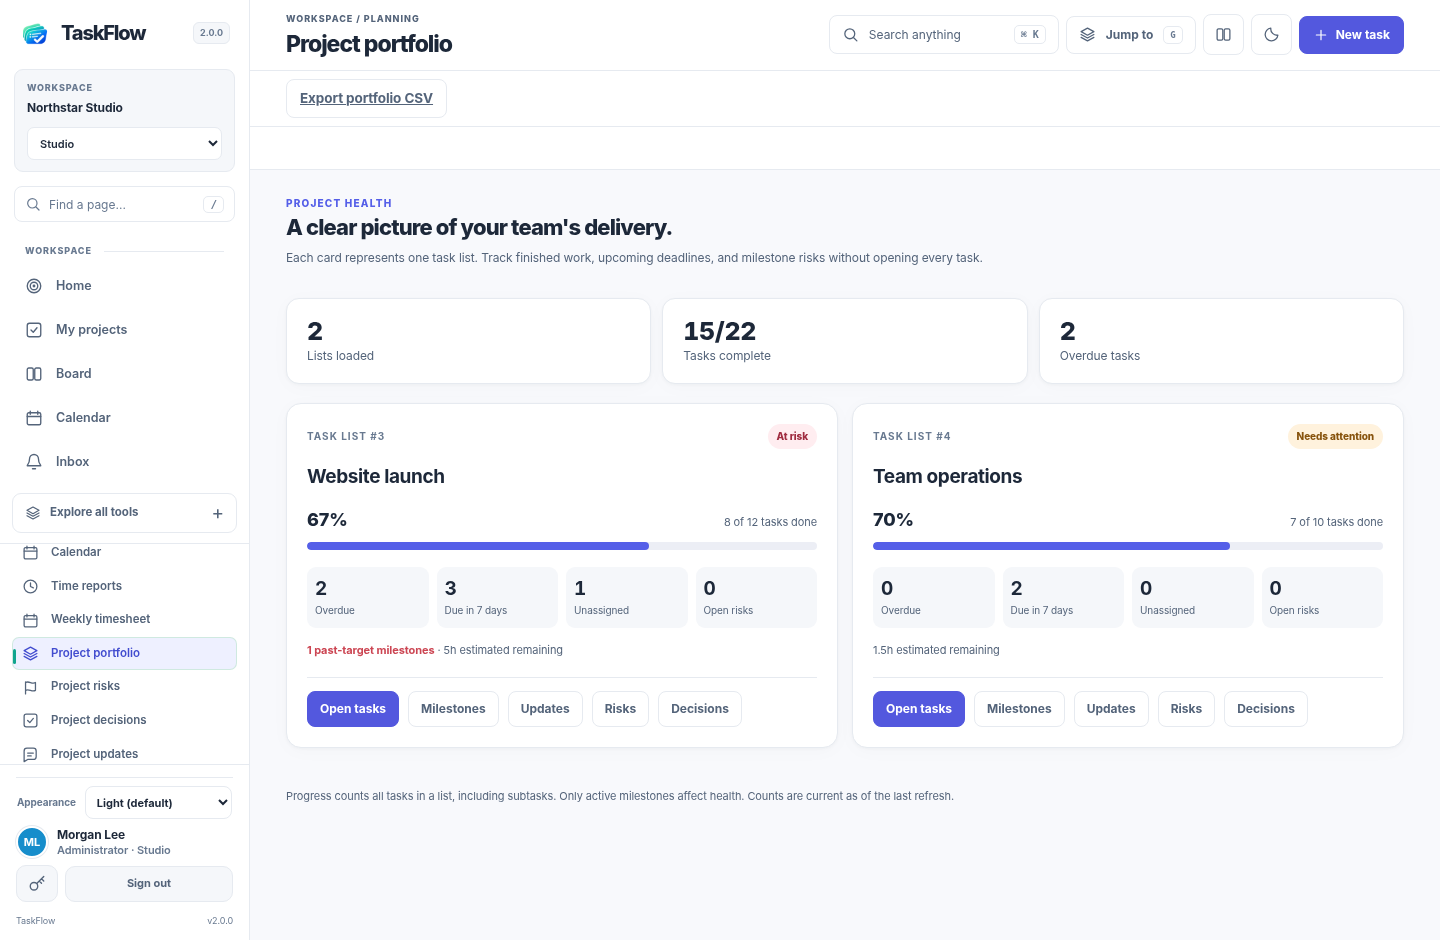 TaskFlow
2.0.0
WORKSPACE
Northstar Studio
Studio
Find a page...
/
WORKSPACE
Home
My projects
Board
Calendar
Inbox
Explore all tools
+
Calendar
Time reports
Weekly timesheet
Project portfolio
Project risks
Project decisions
Project updates
Appearance
Light (default)
ML
Morgan Lee
Administrator · Studio
Sign out
TaskFlow
v2.0.0
WORKSPACE / PLANNING
Project portfolio
Search anything
⌘ K
Jump to
G
+ New task
Export portfolio CSV
PROJECT HEALTH
A clear picture of your team's delivery.
Each card represents one task list. Track finished work, upcoming deadlines, and milestone risks without opening every task.
2
Lists loaded
15/22
Tasks complete
2
Overdue tasks
TASK LIST #3
At risk
Website launch
67%
8 of 12 tasks done
2
Overdue
3
Due in 7 days
1
Unassigned
0
Open risks
1 past-target milestones · 5h estimated remaining
Open tasks
Milestones
Updates
Risks
Decisions
TASK LIST #4
Needs attention
Team operations
70%
7 of 10 tasks done
0
Overdue
2
Due in 7 days
0
Unassigned
0
Open risks
1.5h estimated remaining
Open tasks
Milestones
Updates
Risks
Decisions
Progress counts all tasks in a list, including subtasks. Only active milestones affect health. Counts are current as of the last refresh.